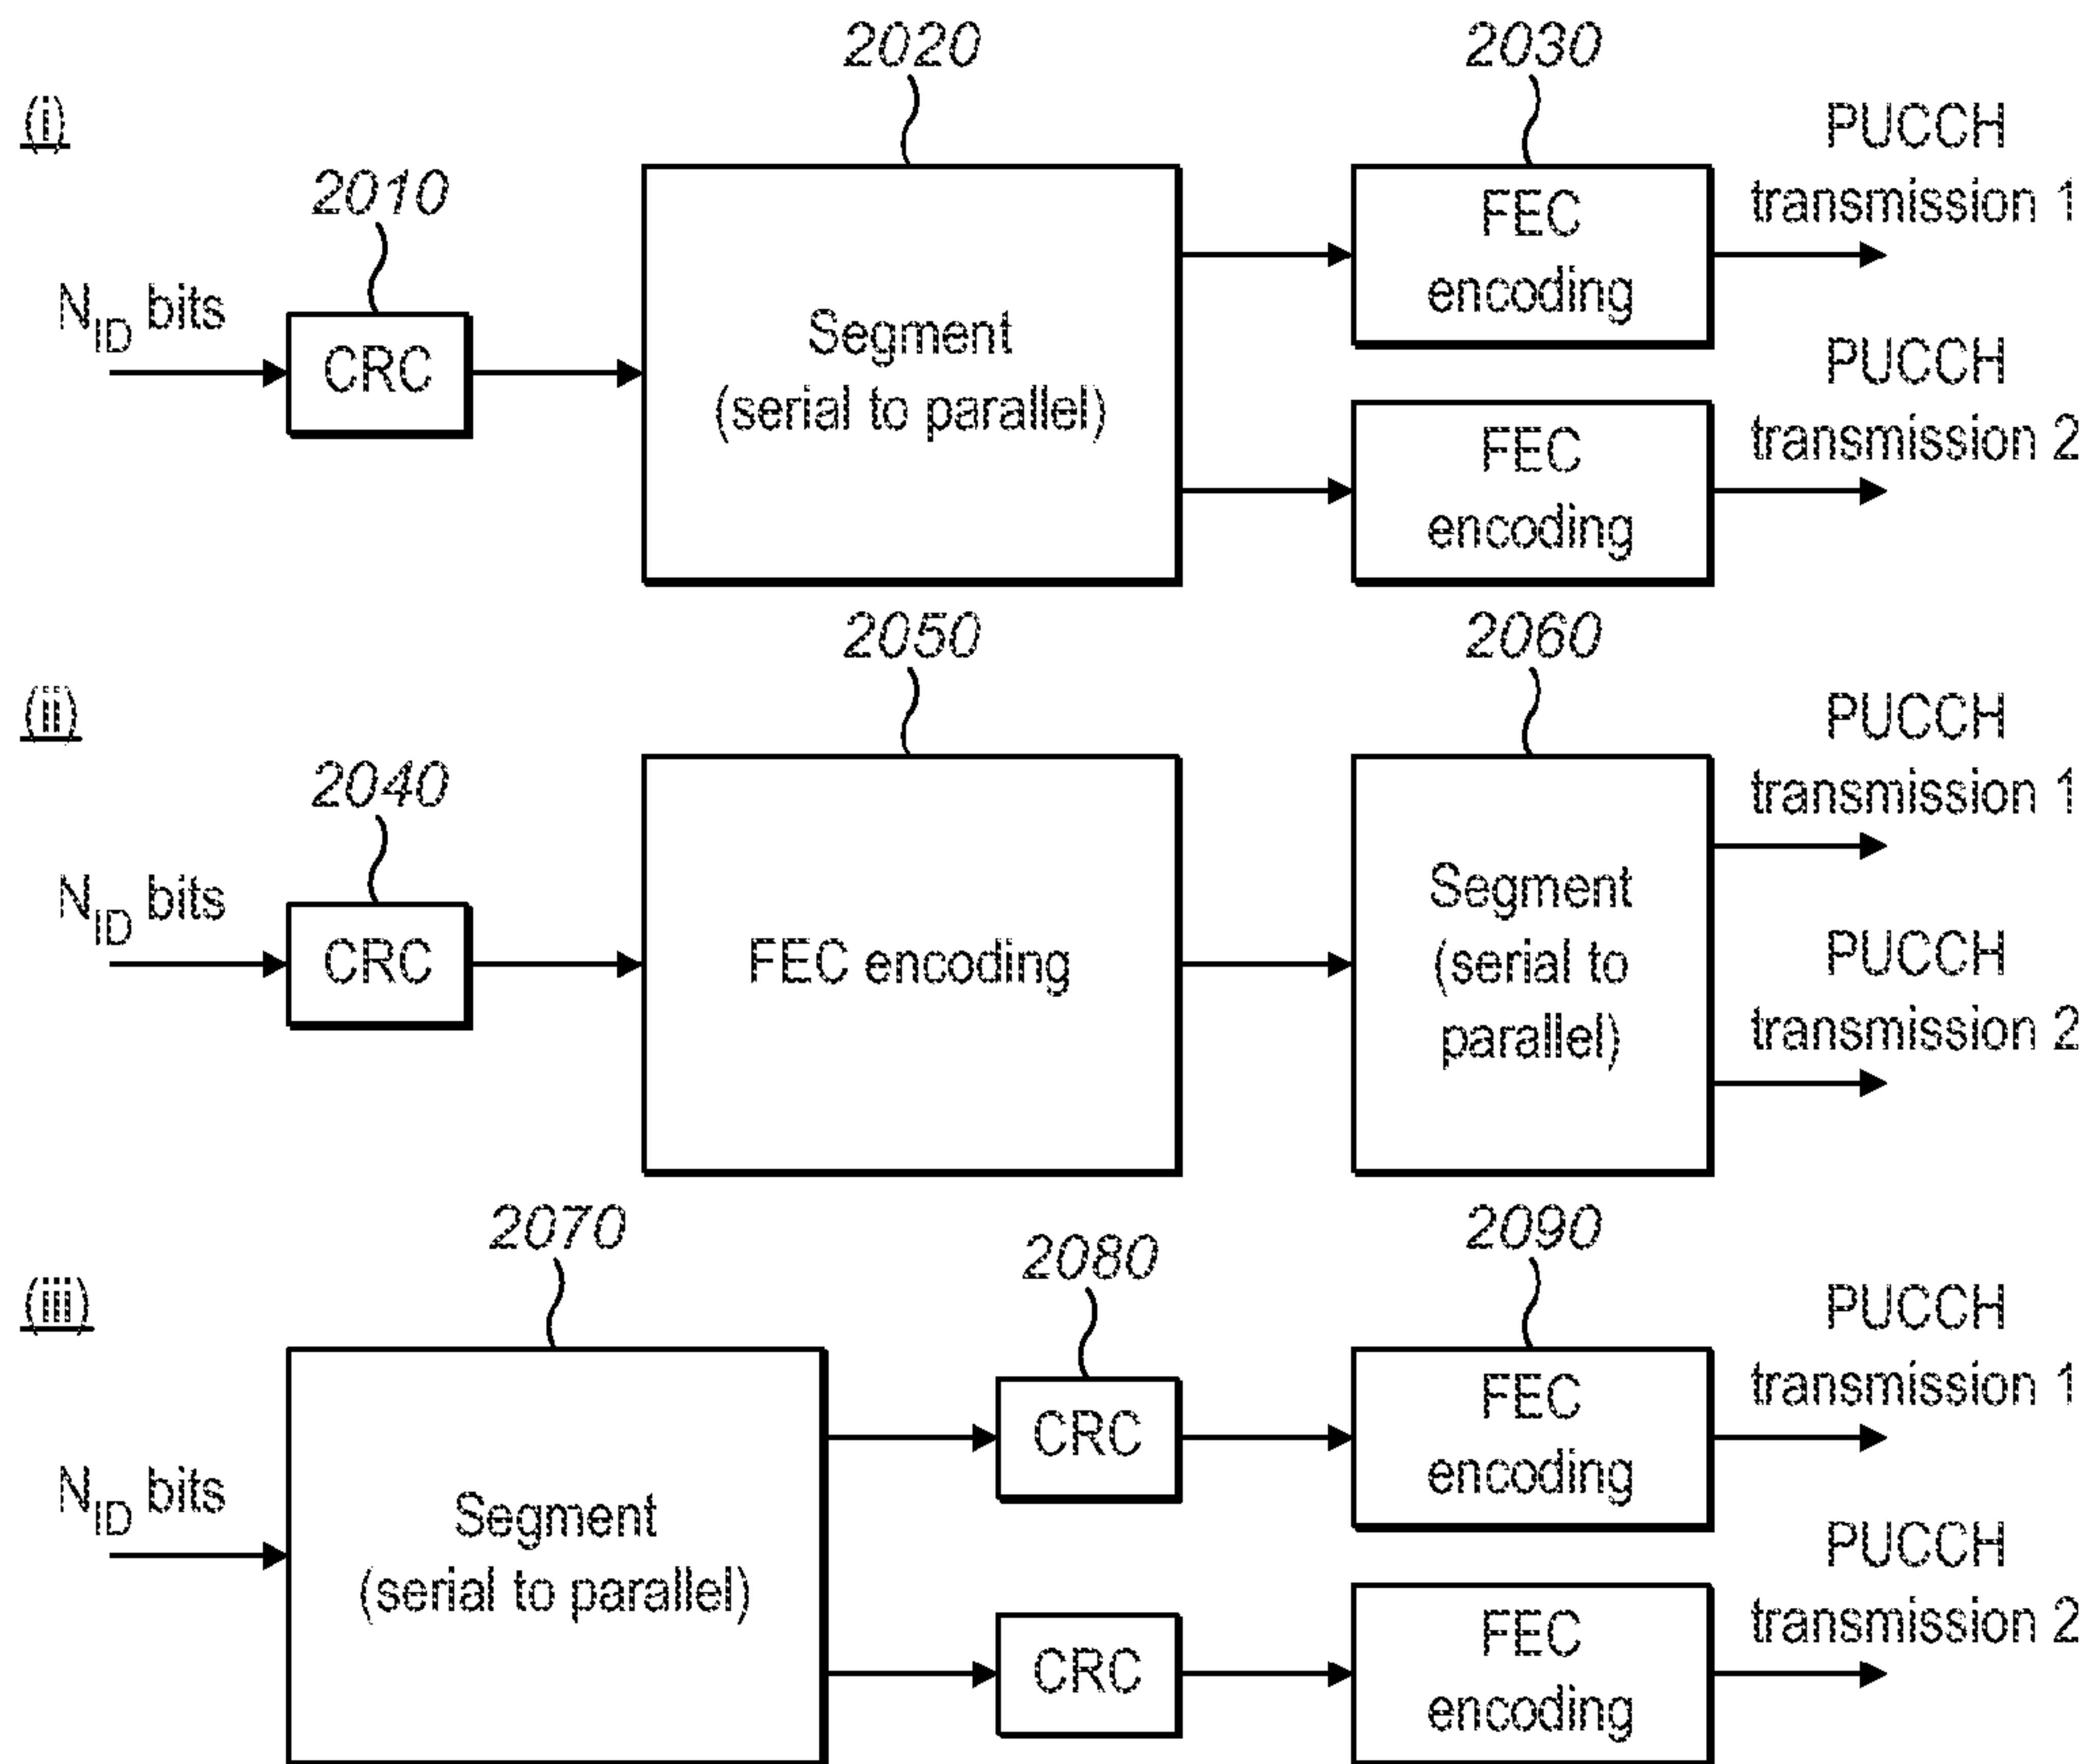 (i)
2010
2020
2030
N_ID bits
CRC
Segment
(serial to parallel)
FEC
encoding
FEC
encoding
PUCCH
transmission 1
PUCCH
transmission 2
(ii)
2040
2050
2060
N_ID bits
CRC
FEC encoding
Segment
(serial to
parallel)
PUCCH
transmission 1
PUCCH
transmission 2
(iii)
2070
2080
2090
N_ID bits
Segment
(serial to parallel)
CRC
CRC
FEC
encoding
FEC
encoding
PUCCH
transmission 1
PUCCH
transmission 2